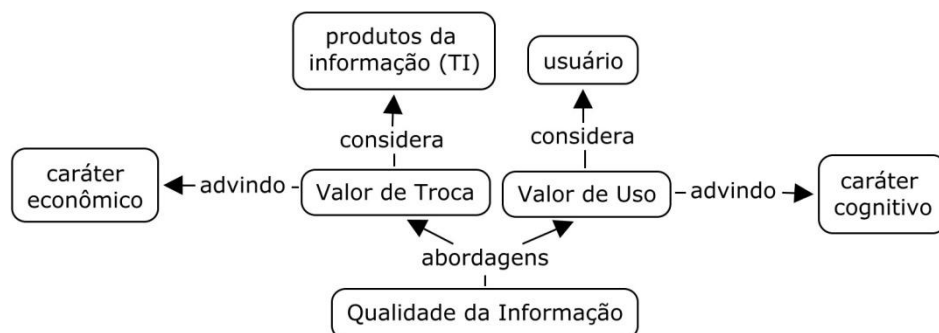 produtos da
informação (TI)
usuário
considera
considera
caráter
econômico
advindo
Valor de Troca
Valor de Uso
advindo
caráter
cognitivo
abordagens
Qualidade da Informação